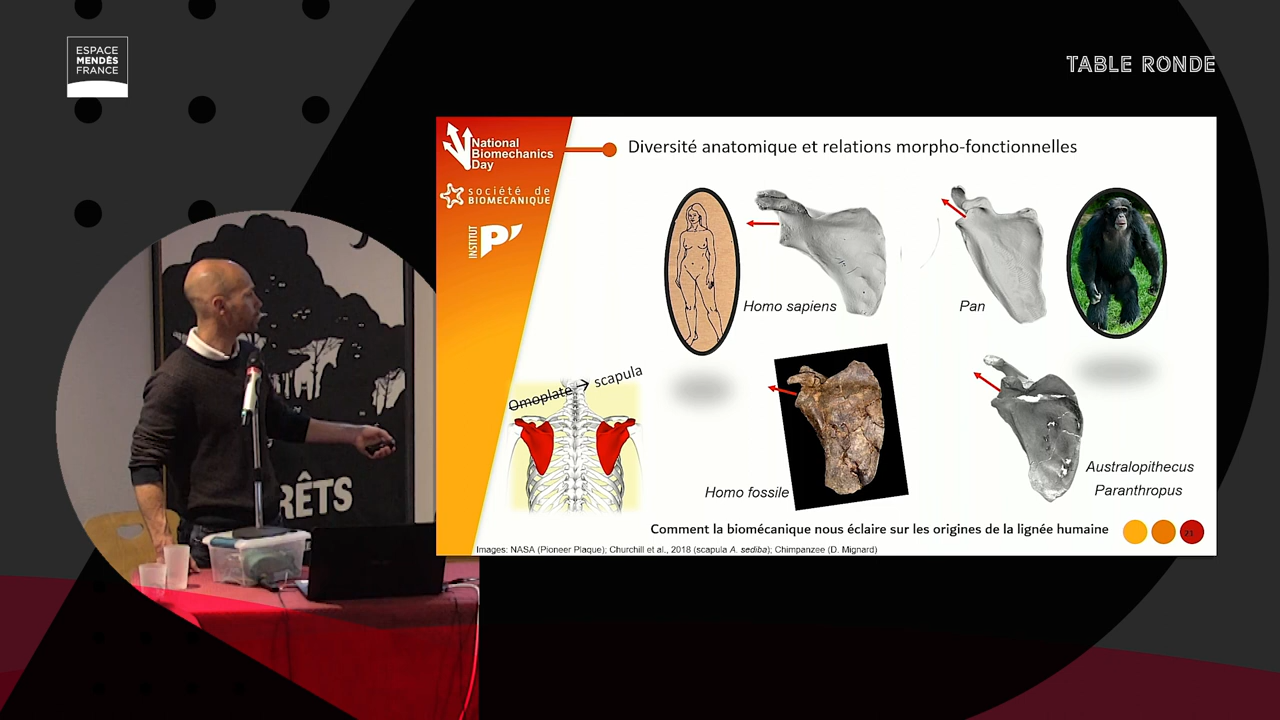 ESPACE
MENDÈS
FRANCE
TABLE RONDE
National
Biomechanics
Day
société de
BIOMECANIQUE
INSTITUT
P'
Diversité anatomique et relations morpho-fonctionnelles
Homo sapiens
Pan
Omoplate → scapula
Homo fossile
Australopithecus
Paranthropus
Comment la biomécanique nous éclaire sur les origines de la lignée humaine
Images: NASA (Pioneer Plaque); Churchill et al., 2018 (scapula A. sediba); Chimpanzee (D. Mignard)
RÊTS